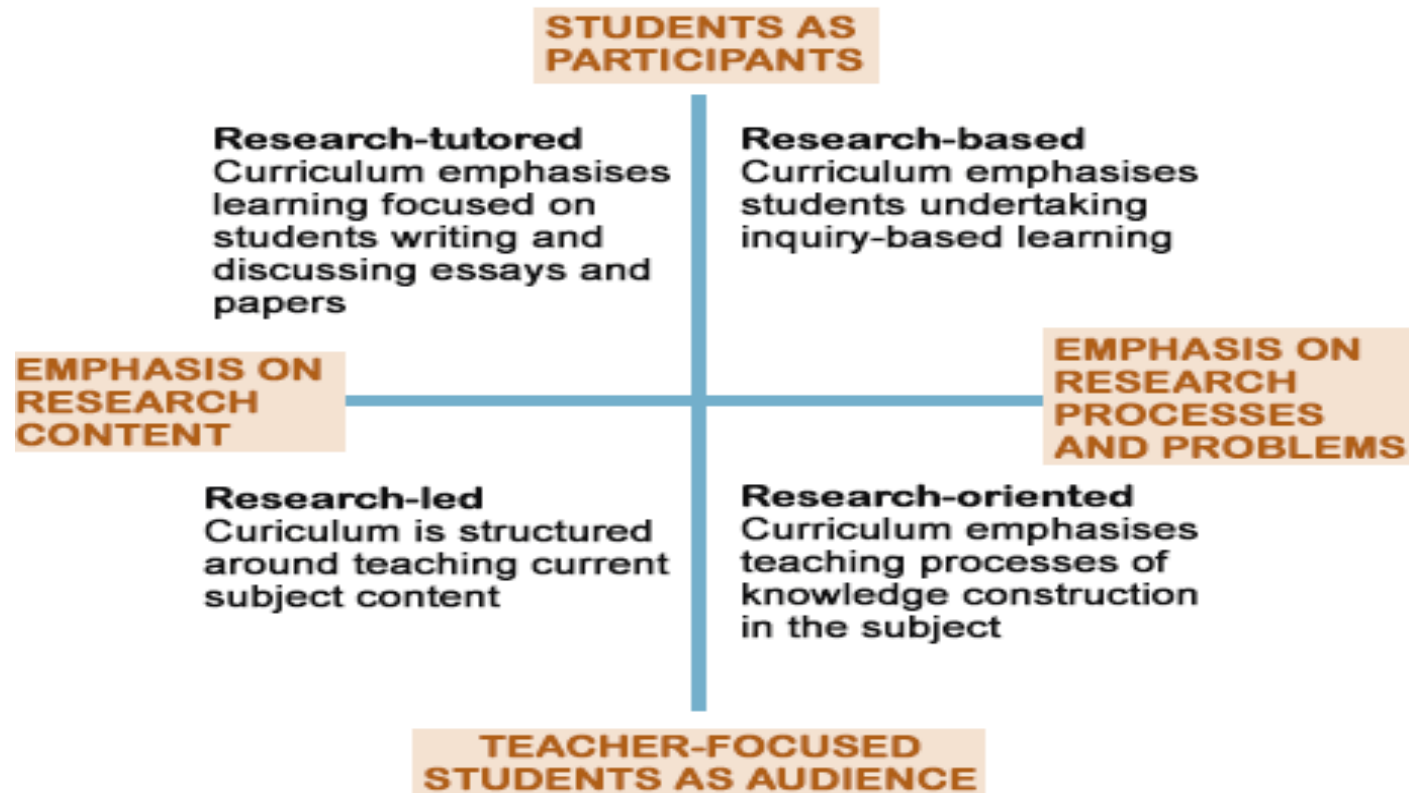 STUDENTS AS
PARTICIPANTS
Research-tutored
Curriculum emphasises
learning focused on
students writing and
discussing essays and
papers
Research-based
Curriculum emphasises
students undertaking
inquiry-based learning
EMPHASIS ON
RESEARCH
CONTENT
EMPHASIS ON
RESEARCH
PROCESSES
AND PROBLEMS
Research-led
Curiculum is structured
around teaching current
subject content
Research-oriented
Curriculum emphasises
teaching processes of
knowledge construction
in the subject
TEACHER-FOCUSED
STUDENTS AS AUDIENCE